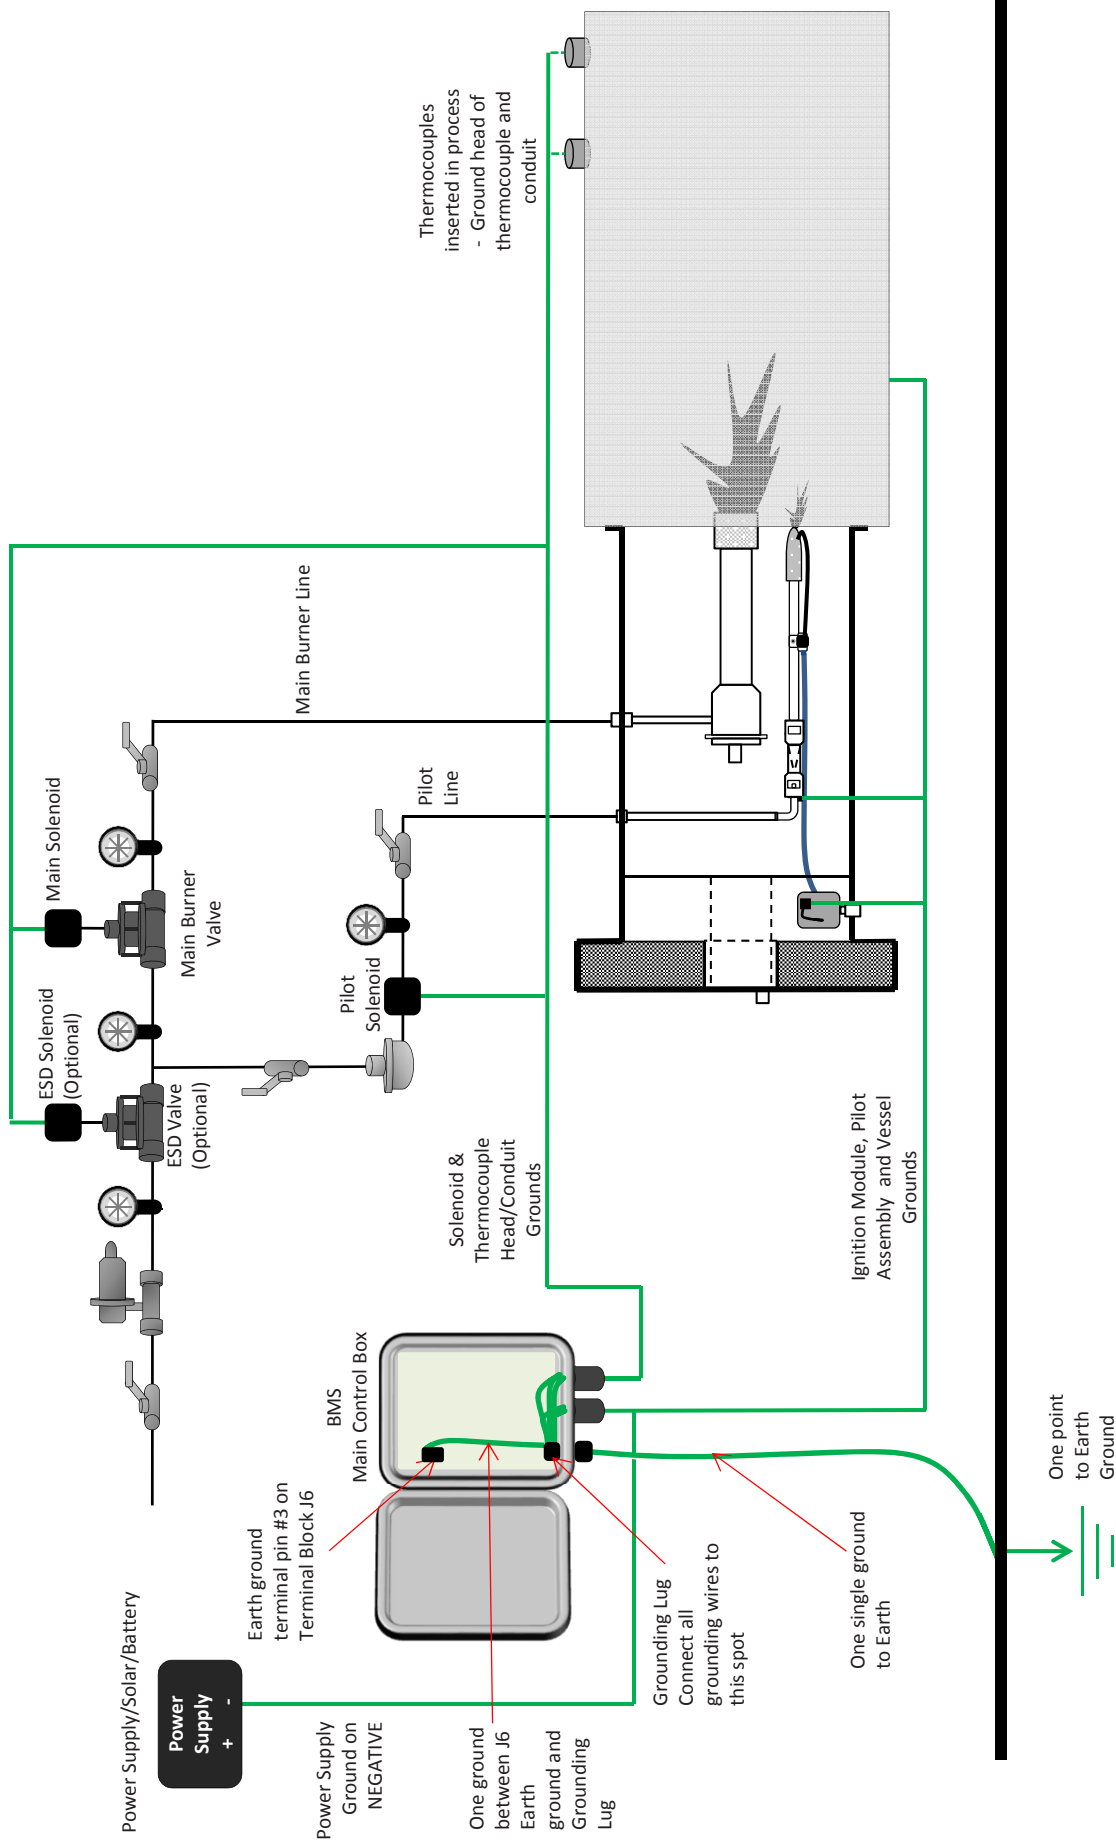 Power Supply/Solar/Battery
Power
Supply
+ -
Power Supply
Ground on
NEGATIVE
One ground
between J6
Earth
ground and
Grounding
Lug
Earth ground
terminal pin #3 on
Terminal Block J6
BMS
Main Control Box
Grounding Lug
Connect all
grounding wires to
this spot
One single ground
to Earth
One point
to Earth
Ground
Solenoid &
Thermocouple
Head/Conduit
Grounds
Ignition Module, Pilot
Assembly and Vessel
Grounds
ESD Solenoid
(Optional)
ESD Valve
(Optional)
Main Solenoid
Main Burner
Valve
Pilot
Solenoid
Pilot
Line
Main Burner Line
Thermocouples
inserted in process
- Ground head of
thermocouple and
conduit